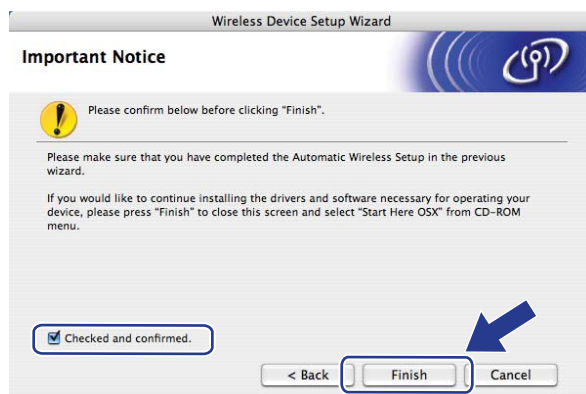 Wireless Device Setup Wizard
Important Notice
Please confirm below before clicking "Finish".
Please make sure that you have completed the Automatic Wireless Setup in the previous
wizard.
If you would like to continue installing the drivers and software necessary for operating your
device, please press "Finish" to close this screen and select "Start Here OSX" from CD-ROM
menu.
Checked and confirmed.
< Back
Finish
Cancel